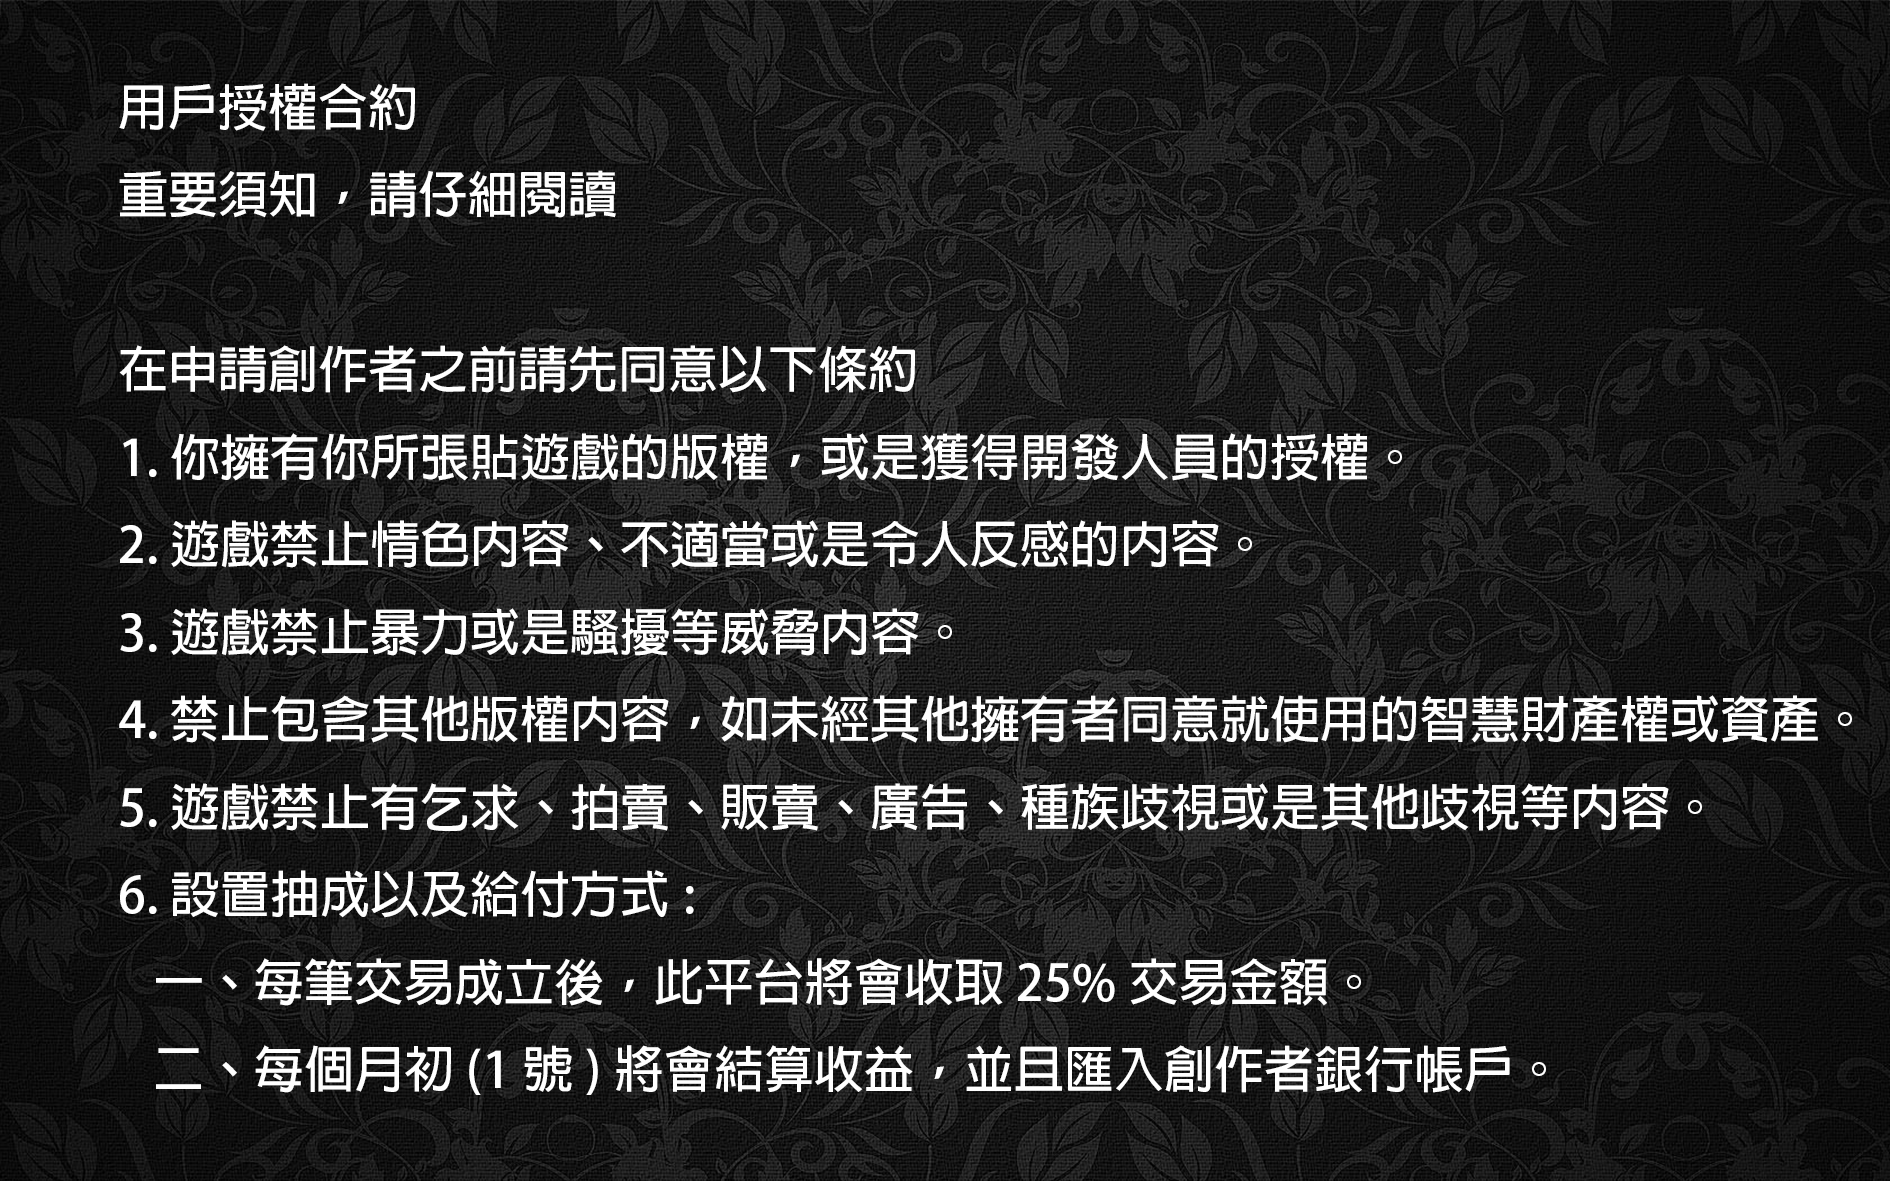 用戶授權合約
重要須知，請仔細閱讀
在申請創作者之前請先同意以下條約
1. 你擁有你所張貼遊戲的版權，或是獲得開發人員的授權。
2. 遊戲禁止情色內容、不適當或是令人反感的內容。
3. 遊戲禁止暴力或是騷擾等威脅內容。
4. 禁止包含其他版權內容，如未經其他擁有者同意就使用的智慧財產權或資產。
5. 遊戲禁止有乞求、拍賣、販賣、廣告、種族歧視或是其他歧視等內容。
6. 設置抽成以及給付方式 :
一、每筆交易成立後，此平台將會收取 25% 交易金額。
二、每個月初 (1 號 ) 將會結算收益，並且匯入創作者銀行帳戶。